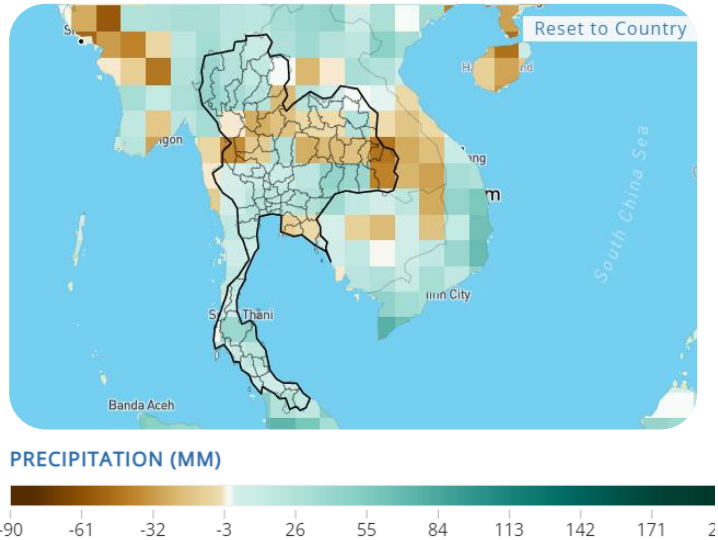 Reset to Country
South China Sea
Thani
Banda Aceh
PRECIPITATION (MM)
-90 -61 -32 -3 26 55 84 113 142 171